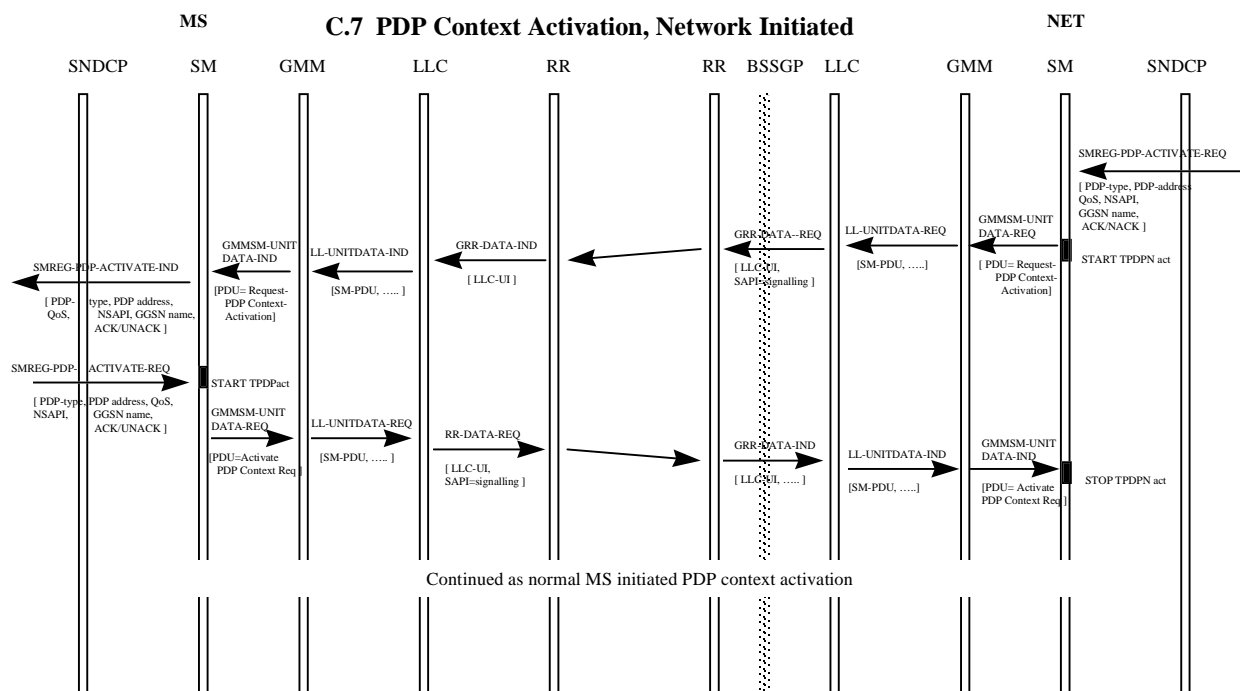 MS
C.7 PDP Context Activation, Network Initiated
NET
SNDCP
SM
GMM
LLC
RR
RR
BSSGP
LLC
GMM
SM
SNDCP
SMREG-PDP-ACTIVATE-REQ
[ PDP-type, PDP-address
QoS, NSAPI,
GGSN name,
ACK/NACK ]
GMMSM-UNIT
DATA-REQ
START TPDPN act
[ PDU= Request-
PDP Context-
Activation]
LL-UNITDATA-REQ
[SM-PDU, …..]
GRR-DATA--REQ
[ LLC-UI,
SAPI=signalling ]
GRR-DATA-IND
[ LLC-UI ]
LL-UNITDATA-IND
[SM-PDU, ….. ]
GMMSM-UNIT
DATA-IND
[PDU= Request-
PDP Context-
Activation]
SMREG-PDP-ACTIVATE-IND
[ PDP- type, PDP address,
QoS, NSAPI, GGSN name,
ACK/UNACK ]
SMREG-PDP- ACTIVATE-REQ
START TPDPact
[ PDP-type, PDP address, QoS,
NSAPI, GGSN name,
ACK/UNACK ]
GMMSM-UNIT
DATA-REQ
[PDU=Activate
PDP Context Req ]
LL-UNITDATA-REQ
[SM-PDU, ….. ]
RR-DATA-REQ
[ LLC-UI,
SAPI=signalling ]
GRR-DATA-IND
[ LLC-UI, ….. ]
LL-UNITDATA-IND
[SM-PDU, …..]
GMMSM-UNIT
DATA-IND
[PDU= Activate
PDP Context Req ]
STOP TPDPN act
Continued as normal MS initiated PDP context activation